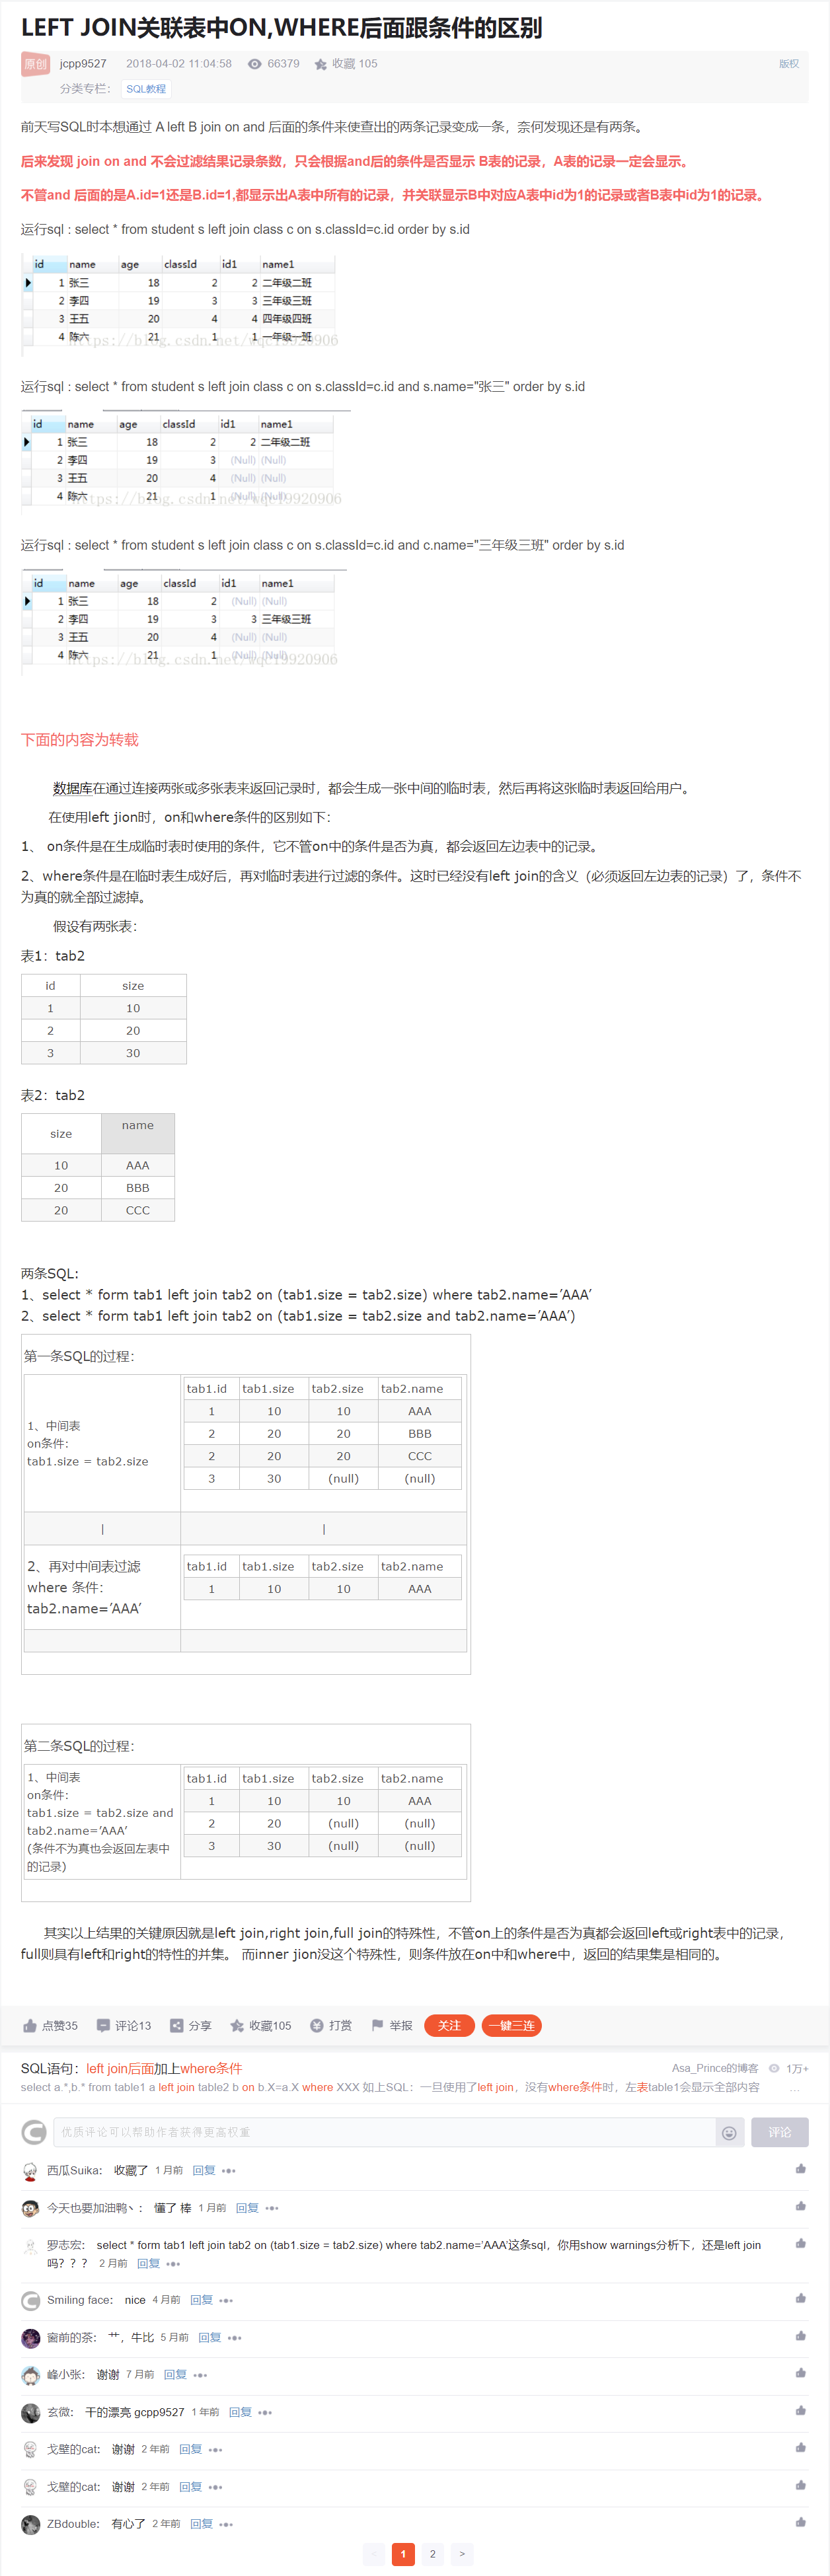 LEFT JOIN关联表中ON,WHERE后面跟条件的区别
原创 jcpp9527 2018-04-02 11:04:58 66379 收藏 105 版权
分类专栏： SQL教程
前天写SQL时本想通过 A left B join on and 后面的条件来使查出的两条记录变成一条，奈何发现还是有两条。
后来发现 join on and 不会过滤结果记录条数，只会根据and后的条件是否显示 B表的记录，A表的记录一定会显示。
不管and 后面的是A.id=1还是B.id=1,都显示出A表中所有的记录，并关联显示B中对应A表中id为1的记录或者B表中id为1的记录。
运行sql : select * from student s left join class c on s.classId=c.id order by s.id
id name age classId id1 name1
1 张三 18 2 2 二年级二班
2 李四 19 3 3 三年级三班
3 王五 20 4 4 四年级四班
4 陈六 21 1 1 一年级一班
https://blog.csdn.net/wqc19920906
运行sql : select * from student s left join class c on s.classId=c.id and s.name="张三" order by s.id
id name age classId id1 name1
1 张三 18 2 2 二年级二班
2 李四 19 3 (Null) (Null)
3 王五 20 4 (Null) (Null)
4 陈六 21 1 (Null) (Null)
https://blog.csdn.net/wqc19920906
运行sql : select * from student s left join class c on s.classId=c.id and c.name="三年级三班" order by s.id
id name age classId id1 name1
1 张三 18 2 (Null) (Null)
2 李四 19 3 3 三年级三班
3 王五 20 4 (Null) (Null)
4 陈六 21 1 (Null) (Null)
https://blog.csdn.net/wqc19920906
下面的内容为转载
数据库在通过连接两张或多张表来返回记录时，都会生成一张中间的临时表，然后再将这张临时表返回给用户。
在使用left jion时，on和where条件的区别如下：
1、 on条件是在生成临时表时使用的条件，它不管on中的条件是否为真，都会返回左边表中的记录。
2、where条件是在临时表生成好后，再对临时表进行过滤的条件。这时已经没有left join的含义（必须返回左边表的记录）了，条件不
为真的就全部过滤掉。
假设有两张表：
表1：tab2
id size
1 10
2 20
3 30
表2：tab2
size name
10 AAA
20 BBB
20 CCC
两条SQL:
1、select * form tab1 left join tab2 on (tab1.size = tab2.size) where tab2.name=’AAA’
2、select * form tab1 left join tab2 on (tab1.size = tab2.size and tab2.name=’AAA’)
第一条SQL的过程：
1、中间表
on条件:
tab1.size = tab2.size
tab1.id tab1.size tab2.size tab2.name
1 10 10 AAA
2 20 20 BBB
2 20 20 CCC
3 30 (null) (null)
| |
2、再对中间表过滤
where 条件：
tab2.name=’AAA’
tab1.id tab1.size tab2.size tab2.name
1 10 10 AAA
第二条SQL的过程：
1、中间表
on条件:
tab1.size = tab2.size and
tab2.name=’AAA’
(条件不为真也会返回左表中
的记录)
tab1.id tab1.size tab2.size tab2.name
1 10 10 AAA
2 20 (null) (null)
3 30 (null) (null)
其实以上结果的关键原因就是left join,right join,full join的特殊性，不管on上的条件是否为真都会返回left或right表中的记录，
full则具有left和right的特性的并集。 而inner jion没这个特殊性，则条件放在on中和where中，返回的结果集是相同的。
点赞35 评论13 分享 收藏105 打赏 举报 关注 一键三连
SQL语句：left join后面加上where条件 Asa_Prince的博客 1万+
select a.*,b.* from table1 a left join table2 b on b.X=a.X where XXX 如上SQL：一旦使用了left join，没有where条件时，左表table1会显示全部内容 ...
优质评论可以帮助作者获得更高权重 评论
西瓜Suika： 收藏了 1 月前 回复
今天也要加油鸭丶： 懂了 棒 1 月前 回复
罗志宏： select * form tab1 left join tab2 on (tab1.size = tab2.size) where tab2.name=’AAA’这条sql，你用show warnings分析下，还是left join
吗？？？ 2 月前 回复
Smiling face： nice 4 月前 回复
窗前的茶： 艹，牛比 5 月前 回复
峰小张： 谢谢 7 月前 回复
玄微： 干的漂亮 gcpp9527 1 年前 回复
戈壁的cat： 谢谢 2 年前 回复
戈壁的cat： 谢谢 2 年前 回复
ZBdouble： 有心了 2 年前 回复
< 1 2 >